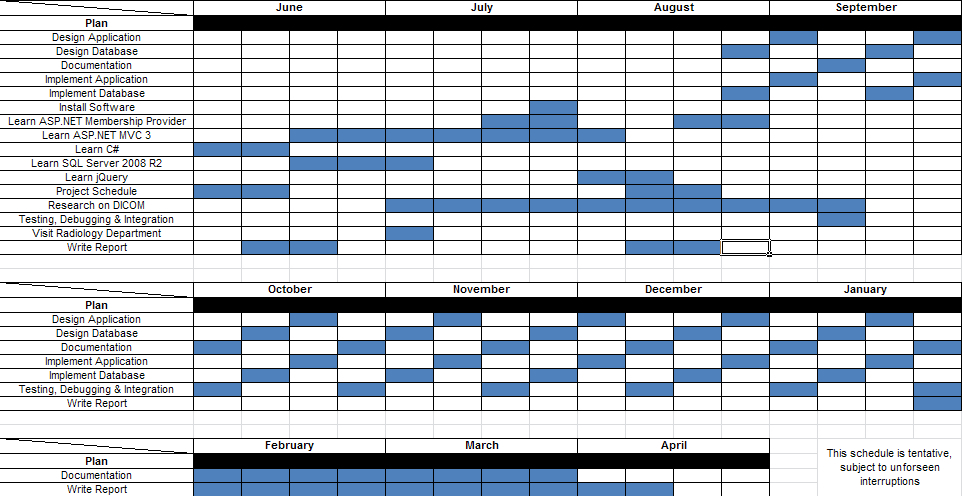 June July August September
Plan
Design Application
Design Database
Documentation
Implement Application
Implement Database
Install Software
Learn ASP.NET Membership Provider
Learn ASP.NET MVC 3
Learn C#
Learn SQL Server 2008 R2
Learn jQuery
Project Schedule
Research on DICOM
Testing, Debugging & Integration
Visit Radiology Department
Write Report
October November December January
Plan
Design Application
Design Database
Documentation
Implement Application
Implement Database
Testing, Debugging & Integration
Write Report
February March April
Plan
Documentation
Write Report
This schedule is tentative,
subject to unforseen
interruptions